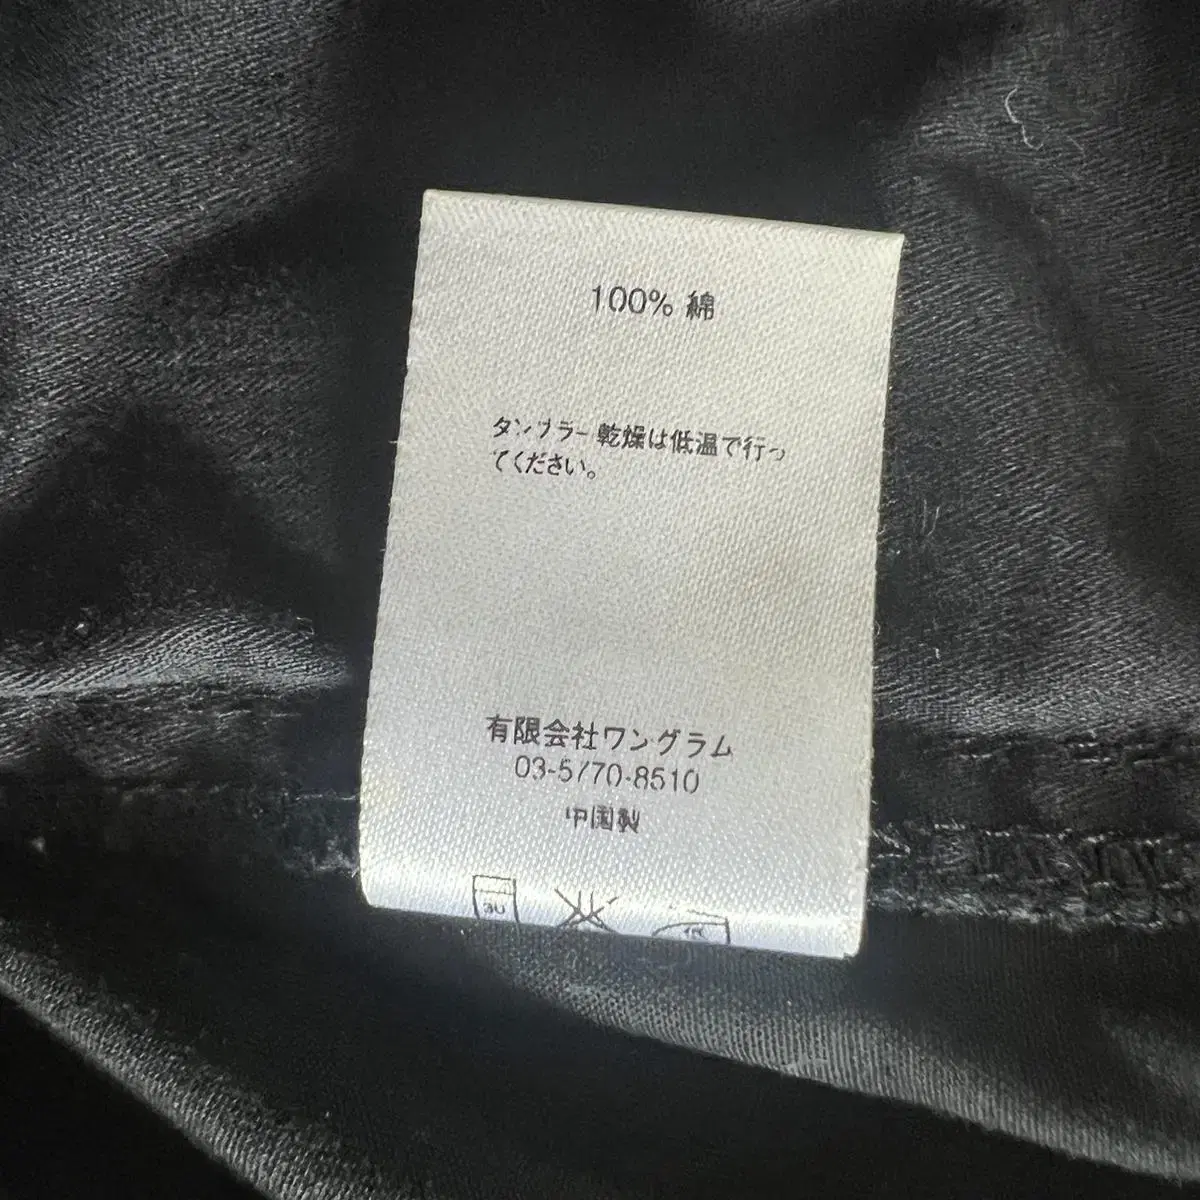 100% 綿
タンブラー乾燥は低温で行っ
てください。
有限会社ワングラム
03-5770-8510
中国製
30